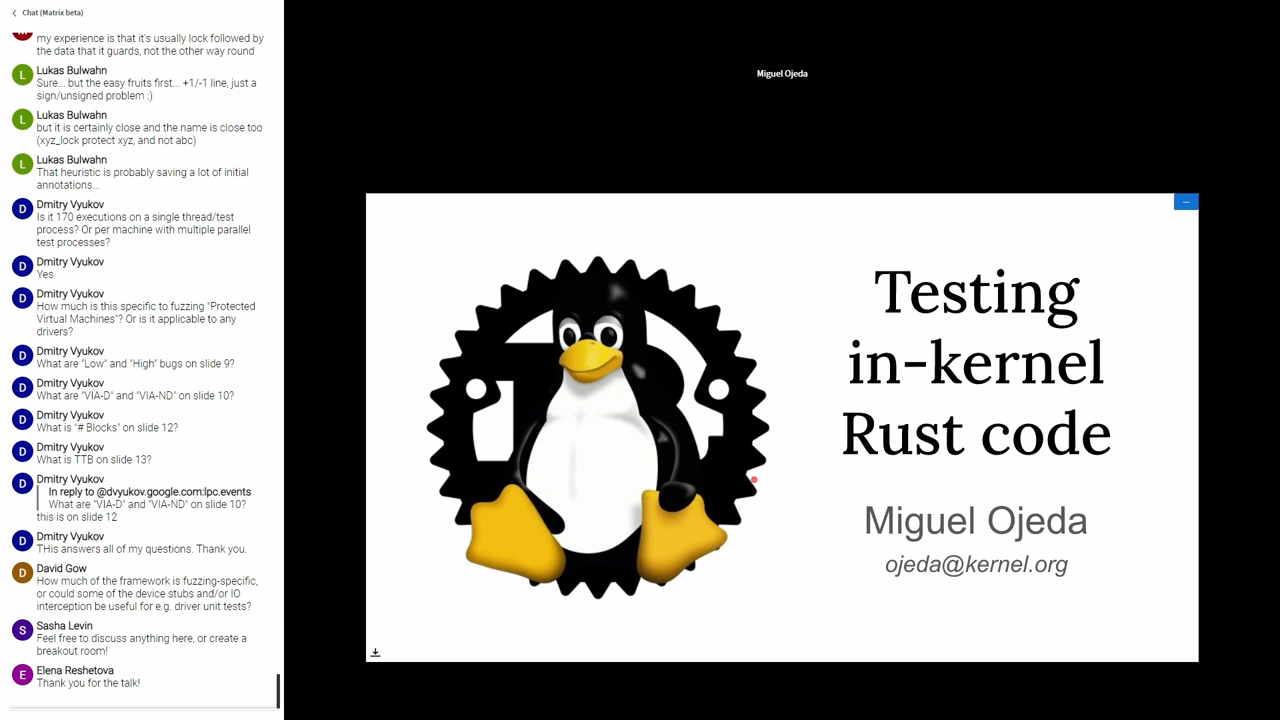 Chat (Matrix beta)
my experience is that it's usually lock followed by
the data that it guards, not the other way round
L
Lukas Bulwahn
Sure... but the easy fruits first... +1/-1 line, just a
sign/unsigned problem :)
L
Lukas Bulwahn
but it is certainly close and the name is close too
(xyz_lock protect xyz, and not abc)
L
Lukas Bulwahn
That heuristic is probably saving a lot of initial
annotations...
D
Dmitry Vyukov
Is it 170 executions on a single thread/test
process? Or per machine with multiple parallel
test processes?
D
Dmitry Vyukov
Yes
D
Dmitry Vyukov
How much is this specific to fuzzing "Protected
Virtual Machines"? Or is it applicable to any
drivers?
D
Dmitry Vyukov
What are "Low" and "High" bugs on slide 9?
D
Dmitry Vyukov
What are "VIA-D" and "VIA-ND" on slide 10?
D
Dmitry Vyukov
What is "# Blocks" on slide 12?
D
Dmitry Vyukov
What is TTB on slide 13?
D
Dmitry Vyukov
In reply to @dvyukov.google.com:lpc.events
What are "VIA-D" and "VIA-ND" on slide 10?
this is on slide 12
D
Dmitry Vyukov
THis answers all of my questions. Thank you.
D
David Gow
How much of the framework is fuzzing-specific,
or could some of the device stubs and/or IO
interception be useful for e.g. driver unit tests?
S
Sasha Levin
Feel free to discuss anything here, or create a
breakout room!
E
Elena Reshetova
Thank you for the talk!
Miguel Ojeda
Testing
in-kernel
Rust code
Miguel Ojeda
ojeda@kernel.org